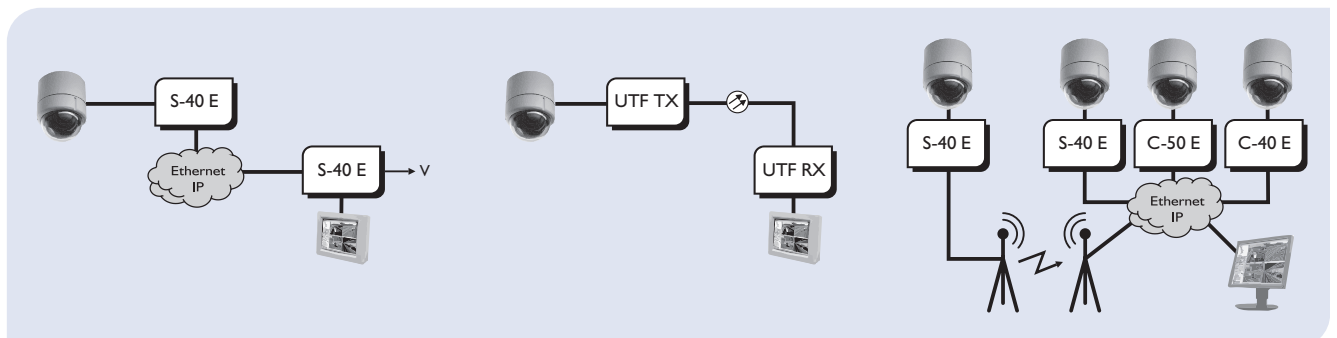 S-40 E
Ethernet
IP
S-40 E
V
UTF TX
UTF RX
S-40 E
S-40 E
C-50 E
C-40 E
Ethernet
IP